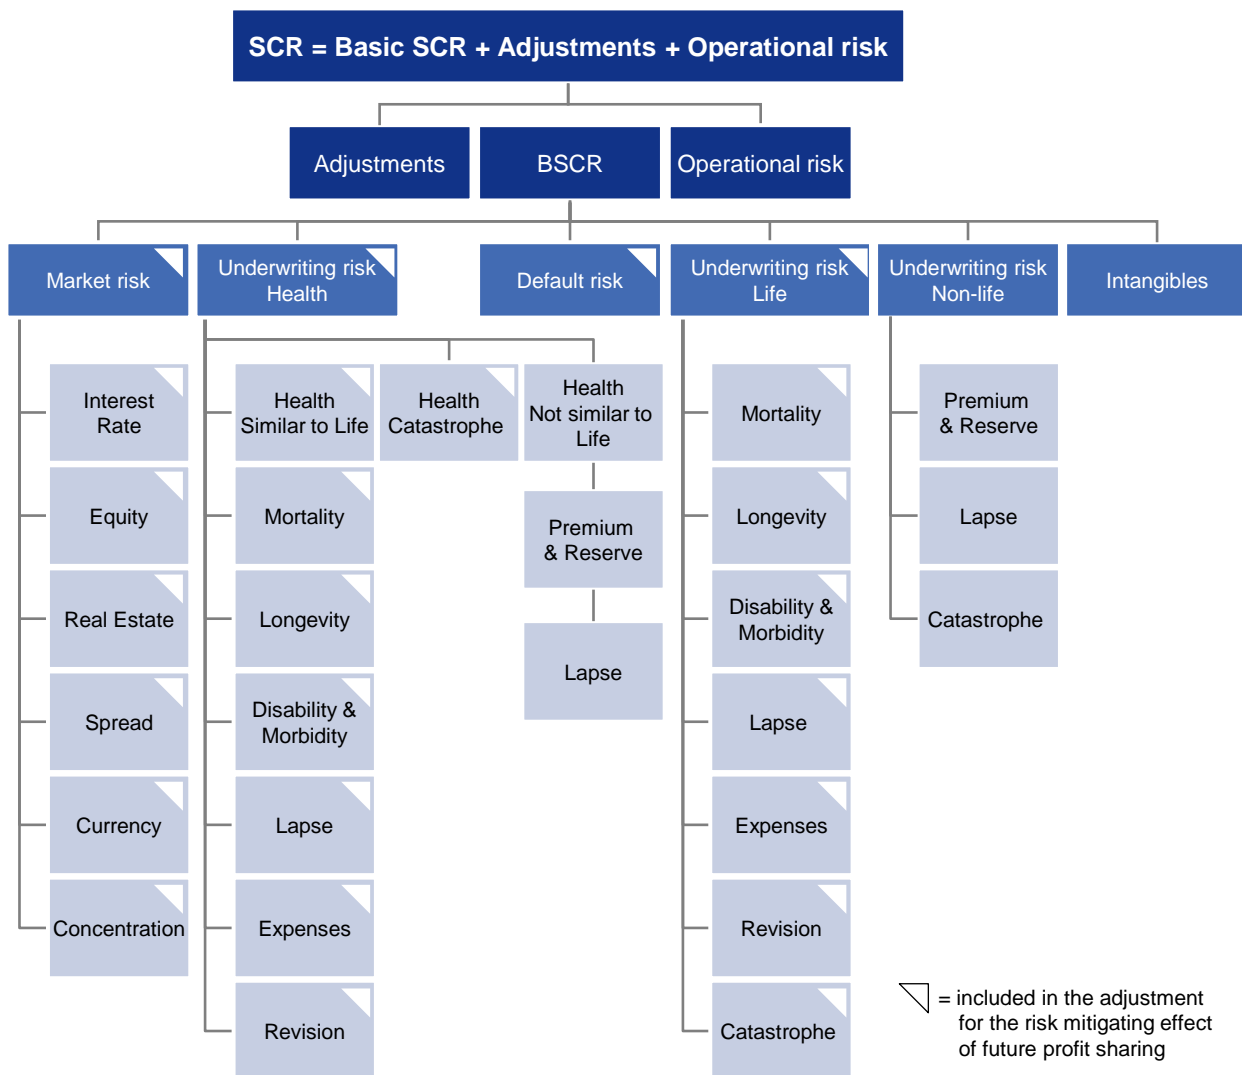 SCR = Basic SCR + Adjustments + Operational risk
Adjustments
BSCR
Operational risk
Market risk
Underwriting risk
Health
Default risk
Underwriting risk
Life
Underwriting risk
Non-life
Intangibles
Interest
Rate
Equity
Real Estate
Spread
Currency
Concentration
Health
Similar to Life
Mortality
Longevity
Disability &
Morbidity
Lapse
Expenses
Revision
Health
Catastrophe
Health
Not similar to
Life
Premium
& Reserve
Lapse
Mortality
Longevity
Disability &
Morbidity
Lapse
Expenses
Revision
Catastrophe
Premium
& Reserve
Lapse
Catastrophe
= included in the adjustment
for the risk mitigating effect
of future profit sharing